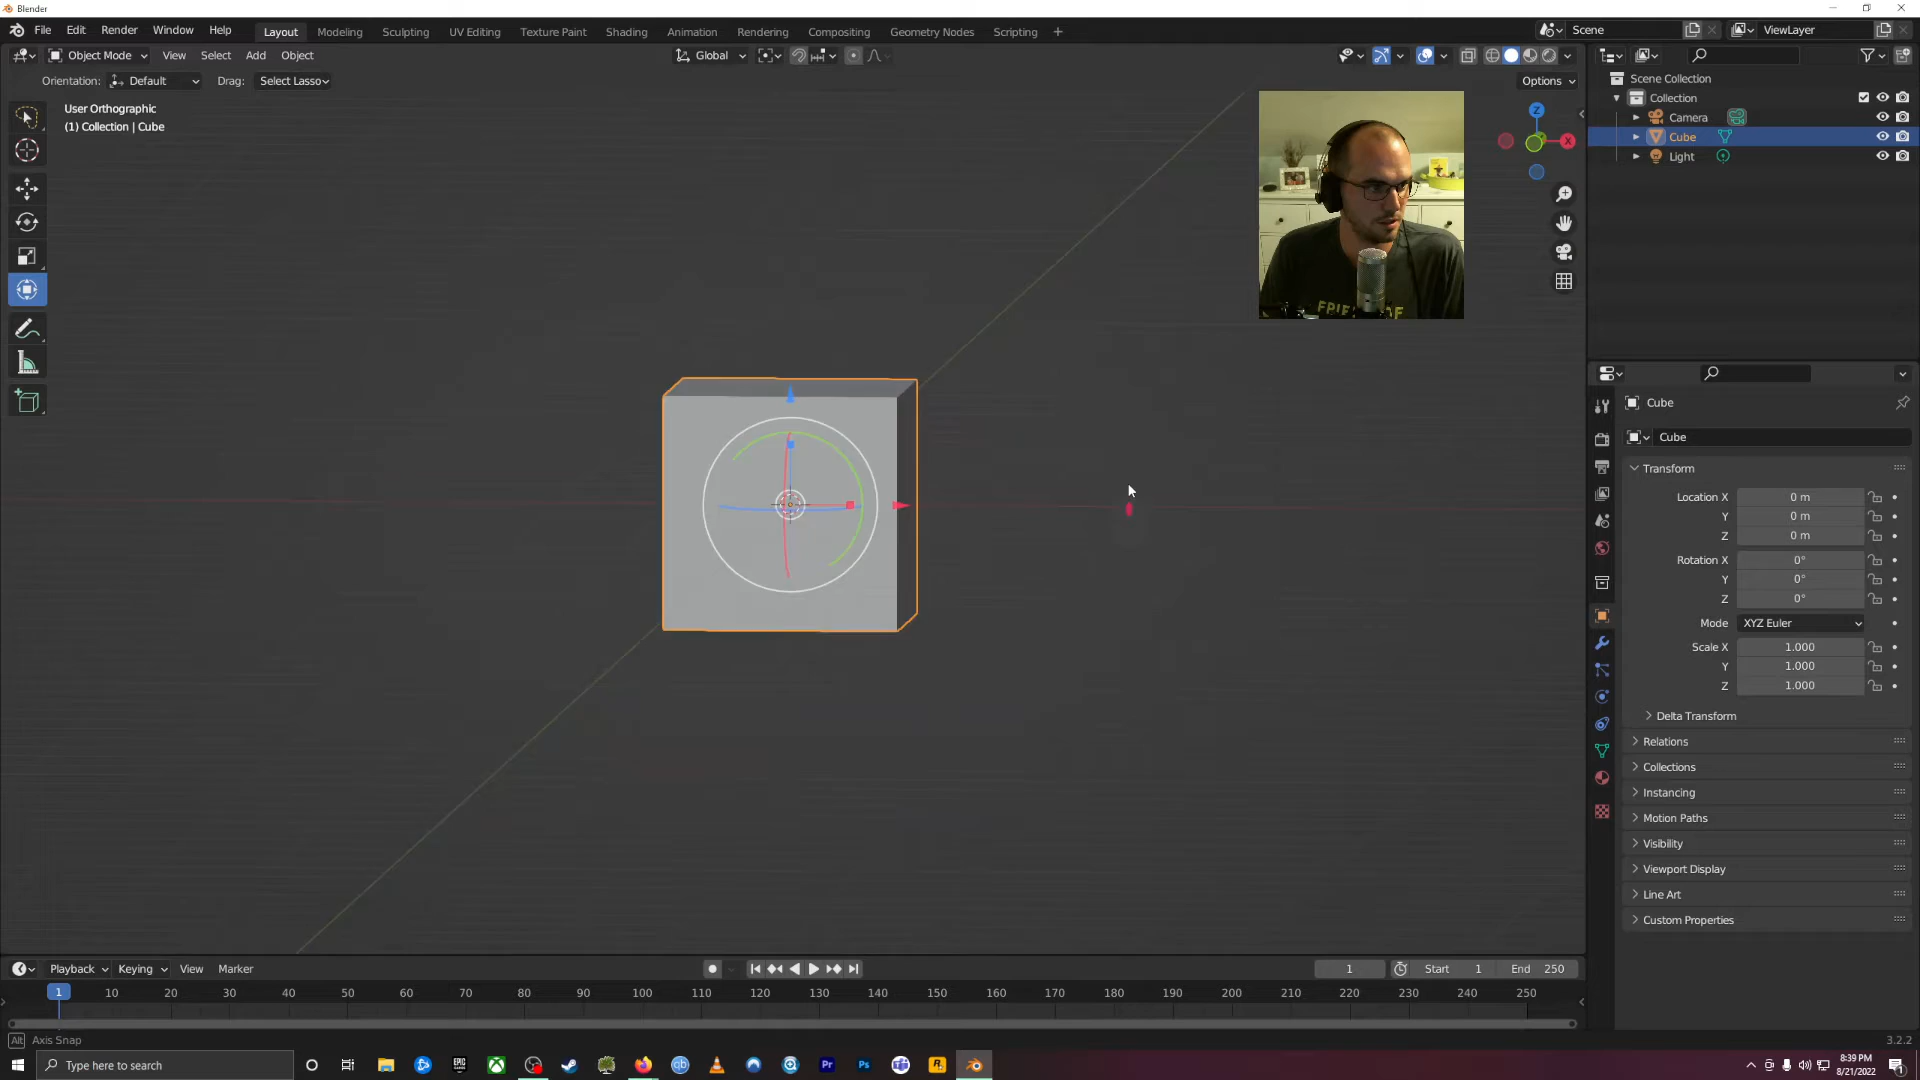 Blender
File Edit Render Window Help Layout Modeling Sculpting UV Editing Texture Paint Shading Animation Rendering Compositing Geometry Nodes Scripting +
Scene ViewLayer
Object Mode View Select Add Object Global
Orientation: Default Drag: Select Lasso Options
User Orthographic
(1) Collection | Cube
Z
X
Scene Collection
Collection
Camera
Cube
Light
Cube
Cube
Transform
Location X 0 m
Y 0 m
Z 0 m
Rotation X 0°
Y 0°
Z 0°
Mode XYZ Euler
Scale X 1.000
Y 1.000
Z 1.000
Delta Transform
Relations
Collections
Instancing
Motion Paths
Visibility
Viewport Display
Line Art
Custom Properties
Playback Keying View Marker 1 Start 1 End 250
1 10 20 30 40 50 60 70 80 90 100 110 120 130 140 150 160 170 180 190 200 210 220 230 240 250
Alt Axis Snap 3.2.2
Type here to search
EPIC
qb
Pr
Ps
R
8:39 PM
8/21/2022
1